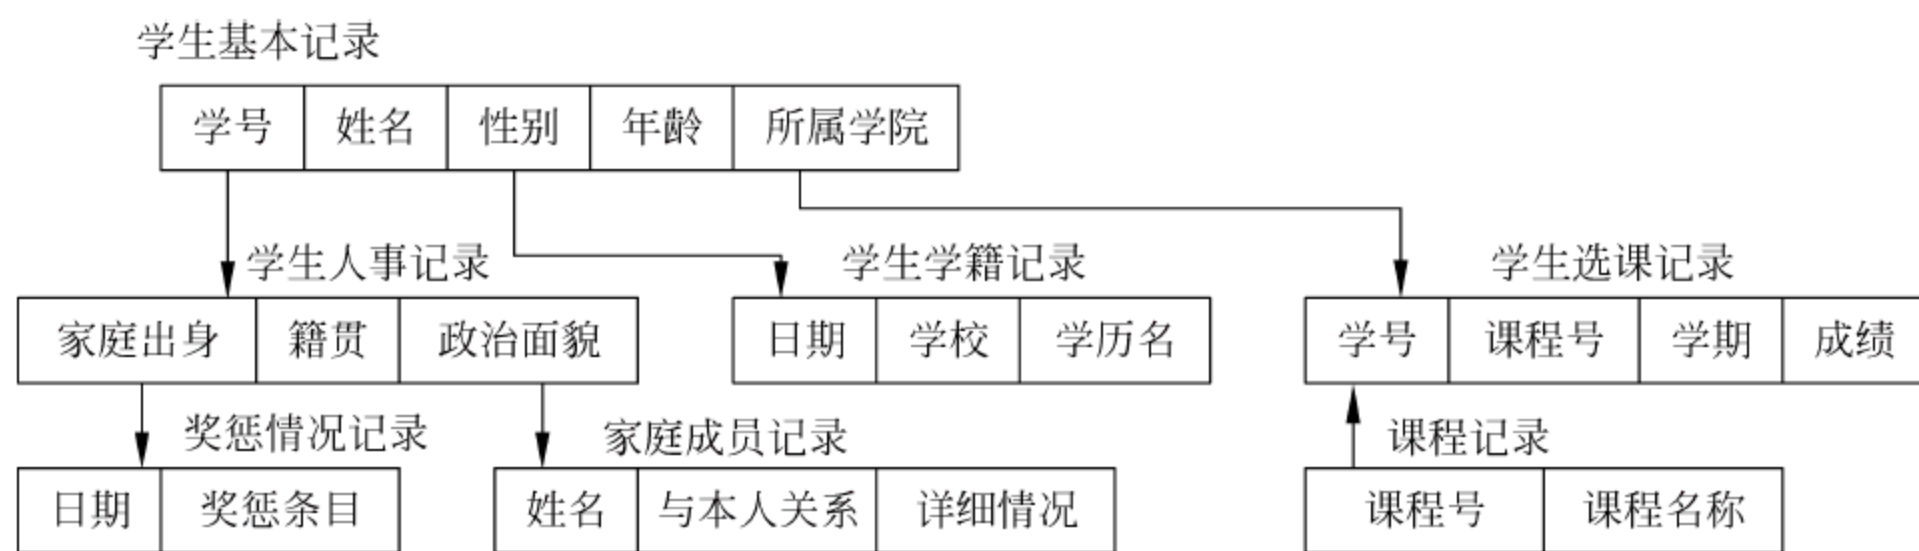 学生基本记录
学号 姓名 性别 年龄 所属学院
学生人事记录 学生学籍记录 学生选课记录
家庭出身 籍贯 政治面貌 日期 学校 学历名 学号 课程号 学期 成绩
奖惩情况记录 家庭成员记录 课程记录
日期 奖惩条目 姓名 与本人关系 详细情况 课程号 课程名称